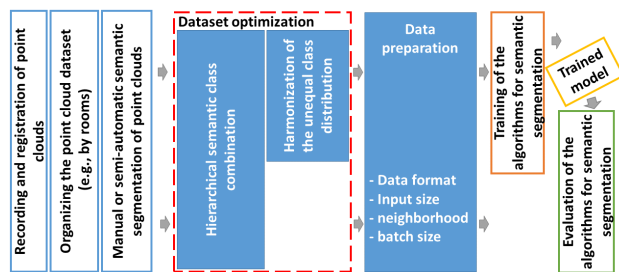 Recording and registration of point
clouds
Organizing the point cloud dataset
(e.g., by rooms)
Manual or semi-automatic semantic
segmentation of point clouds
Dataset optimization
Hierarchical semantic class
combination
Harmonization of
the unequal class
distribution
Data
preparation
- Data format
- Input size
- neighborhood
- batch size
Training of the
algorithms for semantic
segmentation
Trained
model
Evaluation of the
algorithms for semantic
segmentation